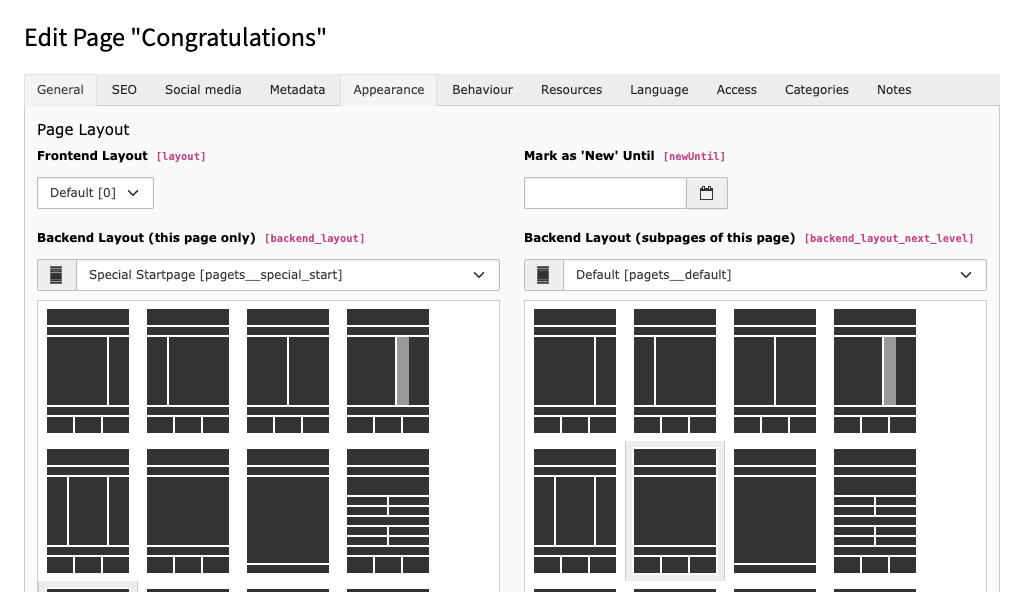 Edit Page "Congratulations"
General SEO Social media Metadata Appearance Behaviour Resources Language Access Categories Notes
Page Layout
Frontend Layout [layout]
Mark as 'New' Until [newUntil]
Default [0]
Backend Layout (this page only) [backend_layout]
Backend Layout (subpages of this page) [backend_layout_next_level]
Special Startpage [pagets__special_start]
Default [pagets__default]